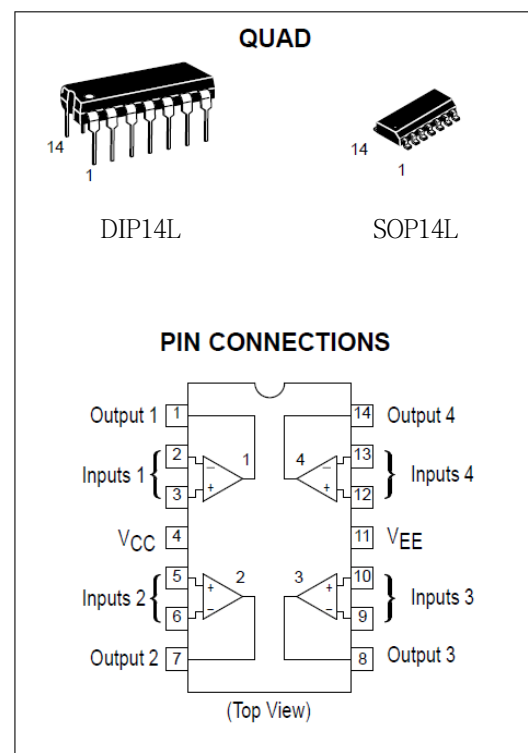 QUAD
14
1
14
1
DIP14L
SOP14L
PIN CONNECTIONS
Output 1 1 14 Output 4
Inputs 1 { 2 − 1 4 − 13 } Inputs 4
3 + + 12
VCC 4 11 VEE
Inputs 2 { 5 + 2 3 + 10 } Inputs 3
6 − − 9
Output 2 7 8 Output 3
(Top View)